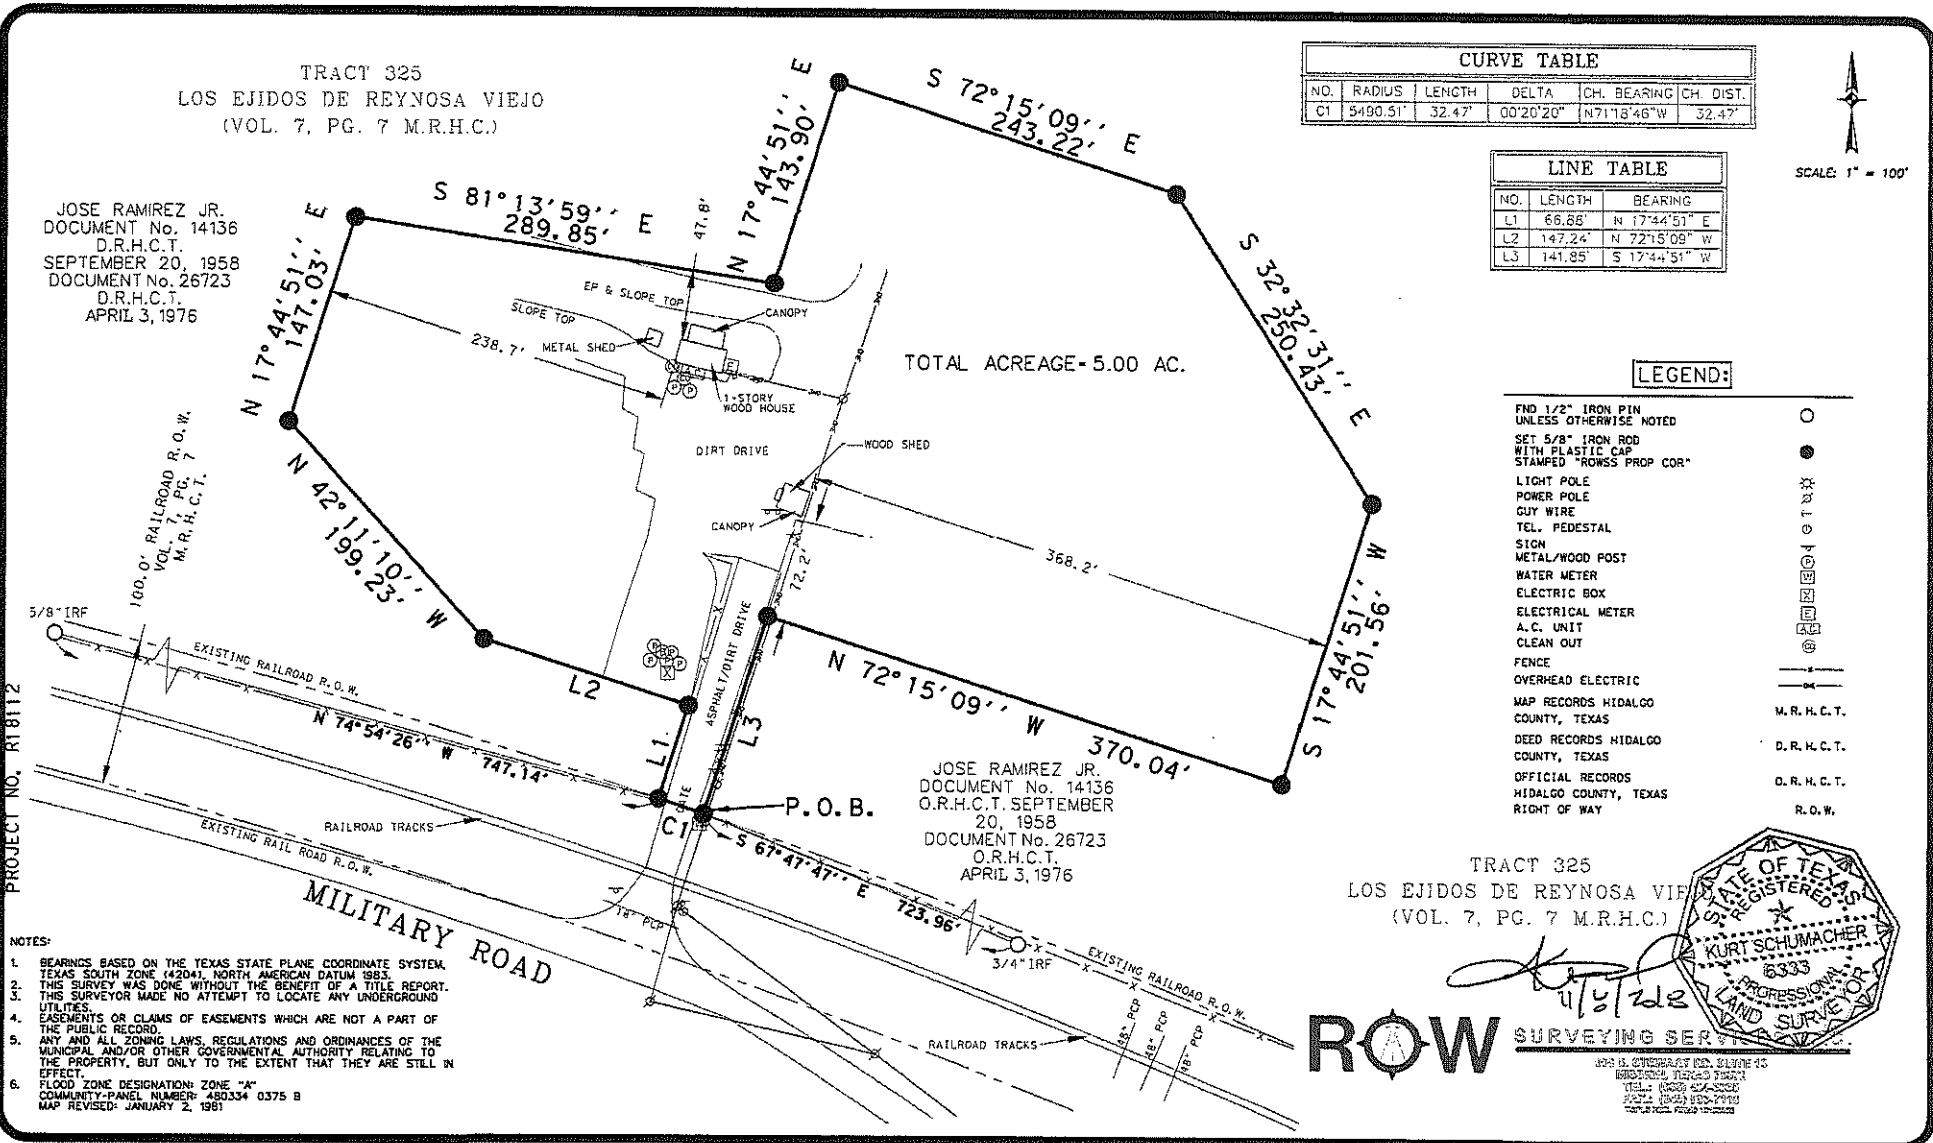 TRACT 325
LOS EJIDOS DE REYNOSA VIEJO
(VOL. 7, PG. 7 M.R.H.C.)
JOSE RAMIREZ JR.
DOCUMENT No. 14136
D.R.H.C.T.
SEPTEMBER 20, 1958
DOCUMENT No. 26723
D.R.H.C.T.
APRIL 3, 1976
N 17°44'51'' E
147.03'
S 81°13'59'' E
289.85'
N 17°44'51'' E
143.90'
S 72°15'09'' E
243.22'
S 32°32'31'' E
250.43'
S 17°44'51'' W
201.56'
N 72°15'09'' W 370.04'
N 42°11'10'' W
199.23'
L2
L1
L3
C1
P.O.B.
47.8'
EP & SLOPE TOP
SLOPE TOP
CANOPY
METAL SHED
238.7'
1-STORY
WOOD HOUSE
TOTAL ACREAGE= 5.00 AC.
DIRT DRIVE
WOOD SHED
CANOPY
72.2'
368.2'
ASPHALT/DIRT DRIVE
GATE
100.0' RAILROAD R.O.W.
VOL. 7, PG. 7
M.R.H.C.T.
5/8" IRF
EXISTING RAILROAD R.O.W.
N 74°54'26'' W 747.14'
RAILROAD TRACKS
EXISTING RAIL ROAD R.O.W.
MILITARY ROAD
18" PCP
S 67°47'47'' E 723.96'
3/4" IRF
EXISTING RAILROAD R.O.W.
RAILROAD TRACKS
48" PCP
48" PCP
48" PCP
JOSE RAMIREZ JR.
DOCUMENT No. 14136
O.R.H.C.T. SEPTEMBER
20, 1958
DOCUMENT No. 26723
O.R.H.C.T.
APRIL 3, 1976
CURVE TABLE
NO. RADIUS LENGTH DELTA CH. BEARING CH. DIST.
C1 5490.51' 32.47' 00°20'20" N71°18'46"W 32.47'
LINE TABLE
NO. LENGTH BEARING
L1 66.88' N 17°44'51" E
L2 147.24' N 72°15'09" W
L3 141.85' S 17°44'51" W
SCALE: 1" = 100'
LEGEND:
FND 1/2" IRON PIN
UNLESS OTHERWISE NOTED
SET 5/8" IRON ROD
WITH PLASTIC CAP
STAMPED "ROWSS PROP COR"
LIGHT POLE
POWER POLE
GUY WIRE
TEL. PEDESTAL
SIGN
METAL/WOOD POST
WATER METER
ELECTRIC BOX
ELECTRICAL METER
A.C. UNIT
CLEAN OUT
FENCE
OVERHEAD ELECTRIC
MAP RECORDS HIDALGO
COUNTY, TEXAS M.R.H.C.T.
DEED RECORDS HIDALGO
COUNTY, TEXAS D.R.H.C.T.
OFFICIAL RECORDS
HIDALGO COUNTY, TEXAS O.R.H.C.T.
RIGHT OF WAY R.O.W.
TRACT 325
LOS EJIDOS DE REYNOSA VIEJO
(VOL. 7, PG. 7 M.R.H.C.)
STATE OF TEXAS
REGISTERED
KURT SCHUMACHER
6333
PROFESSIONAL
LAND SURVEYOR
ROW
SURVEYING
PROJECT NO. R18112
NOTES:
1. BEARINGS BASED ON THE TEXAS STATE PLANE COORDINATE SYSTEM,
TEXAS SOUTH ZONE (4204), NORTH AMERICAN DATUM 1983.
2. THIS SURVEY WAS DONE WITHOUT THE BENEFIT OF A TITLE REPORT.
3. THIS SURVEYOR MADE NO ATTEMPT TO LOCATE ANY UNDERGROUND
UTILITIES.
4. EASEMENTS OR CLAIMS OF EASEMENTS WHICH ARE NOT A PART OF
THE PUBLIC RECORD.
5. ANY AND ALL ZONING LAWS, REGULATIONS AND ORDINANCES OF THE
MUNICIPAL AND/OR OTHER GOVERNMENTAL AUTHORITY RELATING TO
THE PROPERTY, BUT ONLY TO THE EXTENT THAT THEY ARE STILL IN
EFFECT.
6. FLOOD ZONE DESIGNATION: ZONE "A"
COMMUNITY-PANEL NUMBER: 480334 0375 B
MAP REVISED: JANUARY 2, 1981